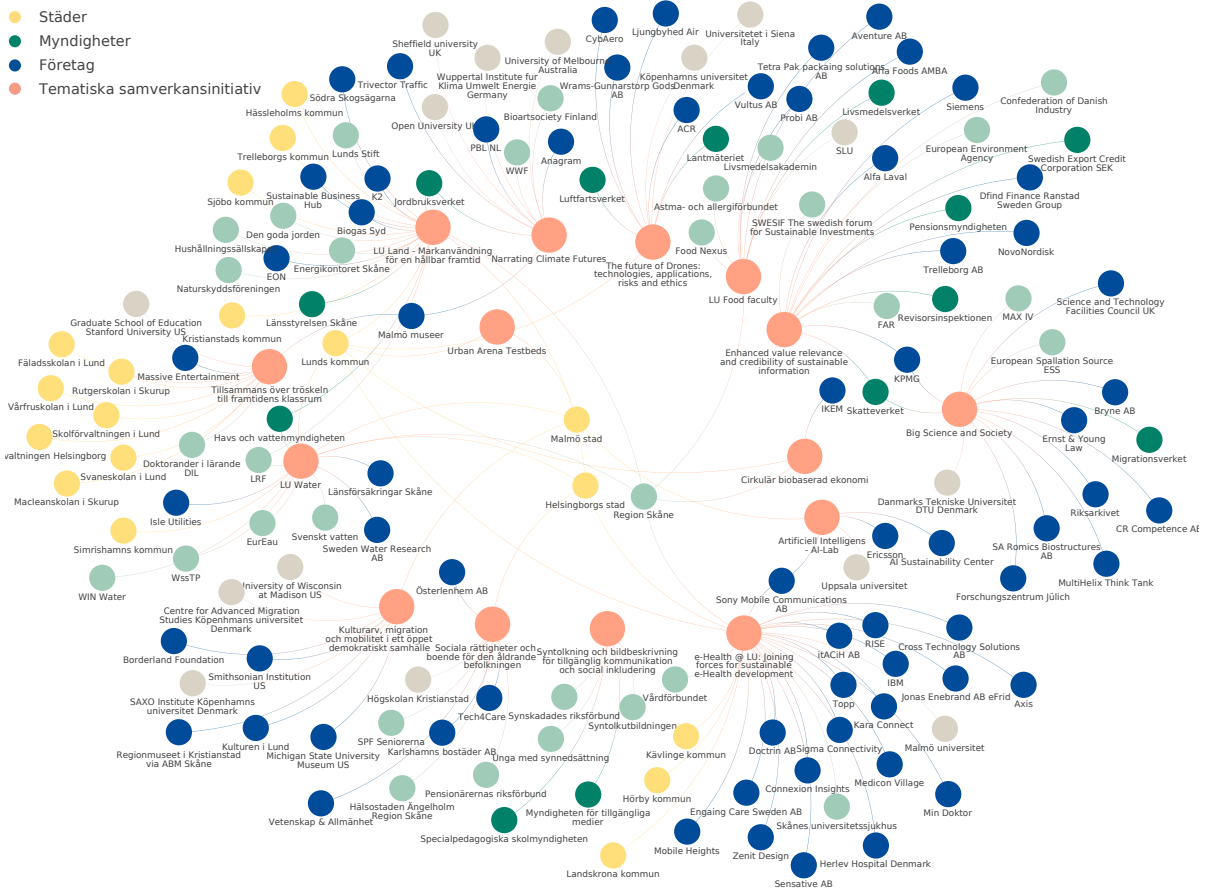 Städer
Myndigheter
Företag
Tematiska samverkansinitiativ
Sheffield university
UK
CybAero
Ljungbyhed Air
Universitetet i Siena
Italy
Aventure AB
University of Melbourne
Australia
Tetra Pak packaing solutions
AB
Arla Foods AMBA
Trivector Traffic
Wuppertal Institute fur
Klima Umwelt Energie
Germany
Köpenhamns universitet
Denmark
Wrams-Gunnarstorp Gods
AB
Södra Skogsägarna
Hässleholms kommun
Vultus AB
Probi AB
Livsmedelsverket
Siemens
Confederation of Danish
Industry
Open University UK
Bioartsociety Finland
ACR
PBL NL
Anagram
WWF
Lantmäteriet
Livsmedelsakademin
SLU
European Environment
Agency
Swedish Export Credit
Corporation SEK
Trelleborgs kommun
Lunds Stift
Alfa Laval
Sjöbo kommun
Sustainable Business
Hub
K2
Jordbruksverket
Luftfartsverket
Astma- och allergiförbundet
Dfind Finance Ranstad
Sweden Group
SWESIF The swedish forum
for Sustainable Investments
Pensionsmyndigheten
Biogas Syd
Den goda jorden
Hushållningssällskapet
LU Land - Markanvändning
för en hållbar framtid
Narrating Climate Futures
Food Nexus
NovoNordisk
Energikontoret Skåne
EON
The future of Drones:
technologies, applications,
risks and ethics
Trelleborg AB
Naturskyddsföreningen
LU Food faculty
Science and Technology
Facilities Council UK
Graduate School of Education
Stanford University US
Länsstyrelsen Skåne
FAR
Revisorsinspektionen
MAX IV
Kristianstads kommun
Malmö museer
Urban Arena Testbeds
Enhanced value relevance
and credibility of sustainable
information
European Spallation Source
ESS
Lunds kommun
Fäladsskolan i Lund
Massive Entertainment
KPMG
Rutgerskolan i Skurup
Tillsammans över tröskeln
till framtidens klassrum
Vårfruskolan i Lund
IKEM
Skatteverket
Bryne AB
Skolförvaltningen i Lund
Havs och vattenmyndigheten
Malmö stad
Big Science and Society
Ernst & Young
Law
Migrationsverket
valtningen Helsingborg
Doktorander i lärande
DIL
Svaneskolan i Lund
LRF
LU Water
Länsförsäkringar Skåne
Cirkulär biobaserad ekonomi
Macleanskolan i Skurup
Helsingborgs stad
Region Skåne
Danmarks Tekniske Universitet
DTU Denmark
Riksarkivet
Isle Utilities
CR Competence AB
EurEau
Svenskt vatten
Sweden Water Research
AB
Artificiell Intelligens
- AI-Lab
Ericsson
AI Sustainability Center
SA Romics Biostructures
AB
Simrishamns kommun
WssTP
WIN Water
University of Wisconsin
at Madison US
Österlenhem AB
Uppsala universitet
Sony Mobile Communications
AB
Forschungszentrum Jülich
MultiHelix Think Tank
Centre for Advanced Migration
Studies Köpenhmans universitet
Denmark
Kulturarv, migration
och mobilitet i ett öppet
demokratiskt samhälle
Sociala rättigheter och
boende för den åldrande
befolkningen
Syntolkning och bildbeskrivning
för tillgänglig kommunikation
och social inkludering
e-Health @ LU: Joining
forces for sustainable
e-Health development
itACiH AB
RISE
Cross Technology Solutions
AB
Borderland Foundation
Smithsonian Institution
US
IBM
Jonas Enebrand AB eFrid
Axis
SAXO Institute Köpenhamns
universitet Denmark
Högskolan Kristianstad
Tech4Care
Synskadades riksförbund
Vårdförbundet
Syntolkutbildningen
Topp
Kara Connect
Regionmuseet i Kristianstad
via ABM Skåne
Kulturen i Lund
Michigan State University
Museum US
SPF Seniorerna
Karlshamns bostäder AB
Unga med synnedsättning
Kävlinge kommun
Doctrin AB
Sigma Connectivity
Malmö universitet
Vetenskap & Allmänhet
Hälsostaden Ängelholm
Region Skåne
Pensionärernas riksförbund
Myndigheten för tillgängliga
medier
Hörby kommun
Connexion Insights
Medicon Village
Specialpedagogiska skolmyndigheten
Engaing Care Sweden AB
Skånes universitetssjukhus
Min Doktor
Mobile Heights
Zenit Design
Herlev Hospital Denmark
Landskrona kommun
Sensative AB